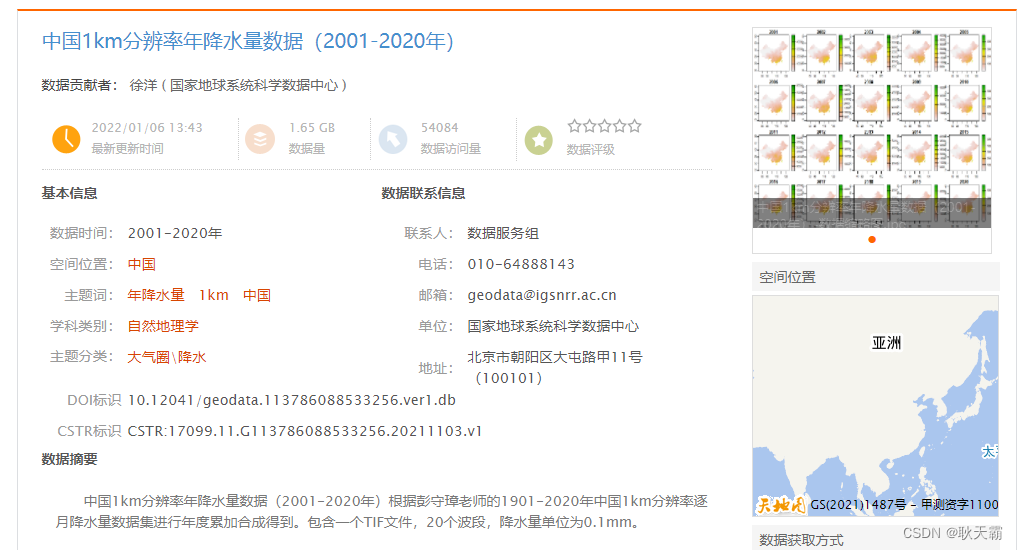 中国1km分辨率年降水量数据（2001-2020年）
数据贡献者： 徐洋 ( 国家地球系统科学数据中心 )
2022/01/06 13:43
最新更新时间
1.65 GB
数据量
54084
数据访问量
数据评级
基本信息
数据时间： 2001-2020年
空间位置： 中国
主题词： 年降水量 1km 中国
学科类别： 自然地理学
主题分类： 大气圈\降水
数据联系信息
联系人： 数据服务组
电话： 010-64888143
邮箱： geodata@igsnrr.ac.cn
单位： 国家地球系统科学数据中心
地址： 北京市朝阳区大屯路甲11号
（100101）
DOI标识 10.12041/geodata.113786088533256.ver1.db
CSTR标识 CSTR:17099.11.G113786088533256.20211103.v1
数据摘要
中国1km分辨率年降水量数据（2001-2020年）根据彭守璋老师的1901-2020年中国1km分辨率逐
月降水量数据集进行年度累加合成得到。包含一个TIF文件，20个波段，降水量单位为0.1mm。
空间位置
亚洲
太
天地图 GS(2021)1487号 - 甲测资字1100
数据获取方式
CSDN @耿天霸